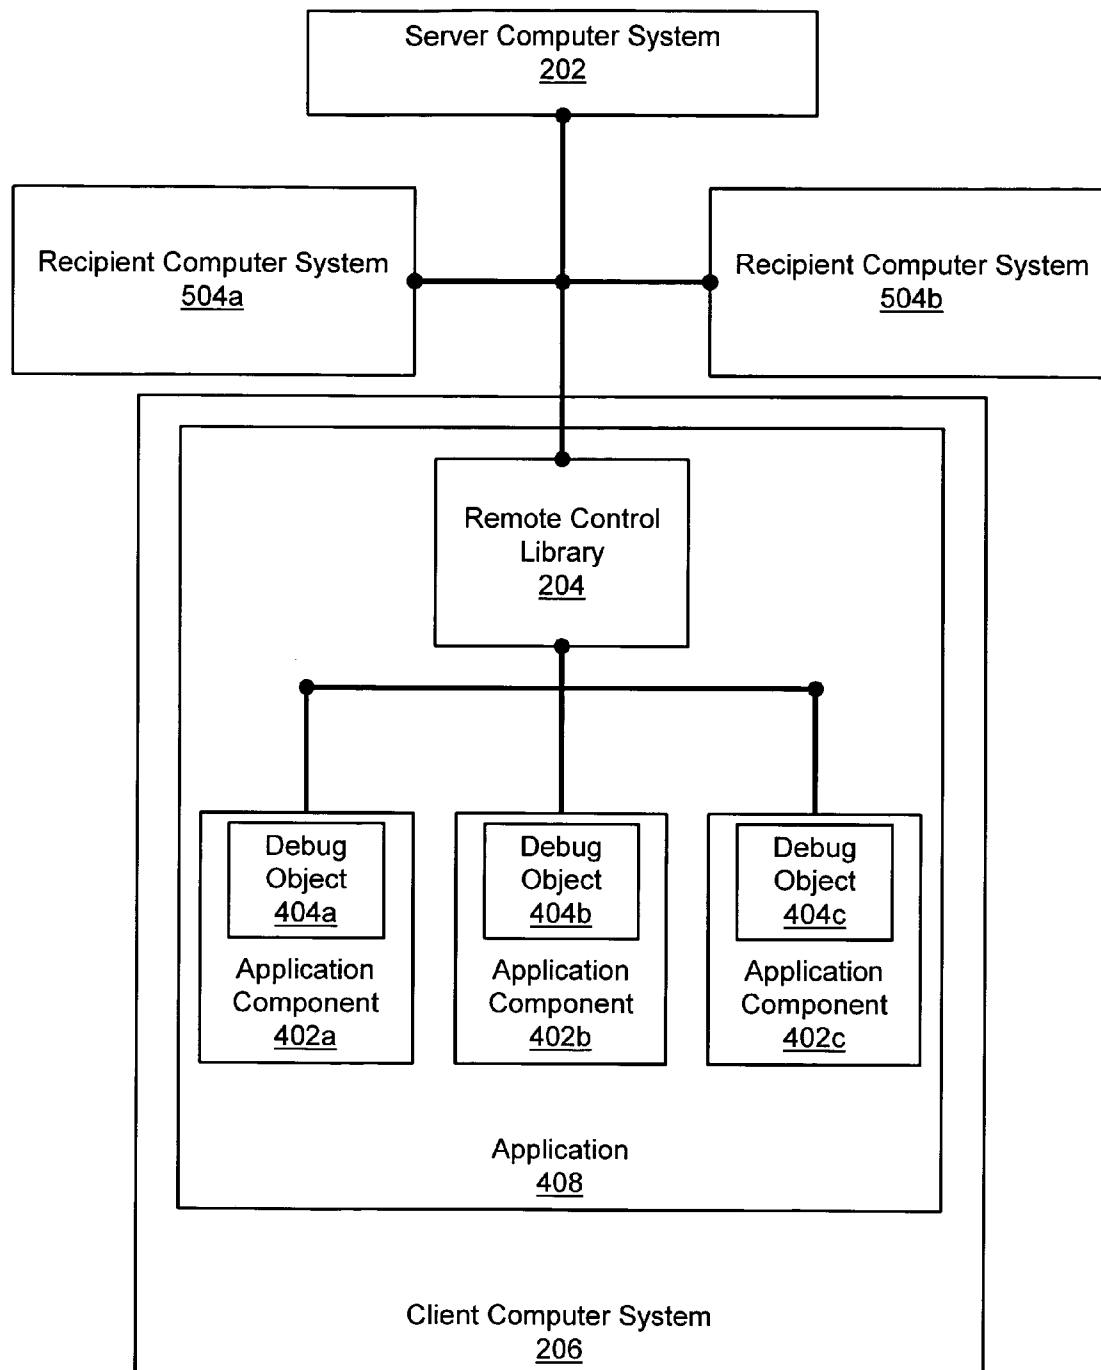 Server Computer System
202
Recipient Computer System
504a
Recipient Computer System
504b
Remote Control
Library
204
Debug
Object
404a
Application
Component
402a
Debug
Object
404b
Application
Component
402b
Debug
Object
404c
Application
Component
402c
Application
408
Client Computer System
206